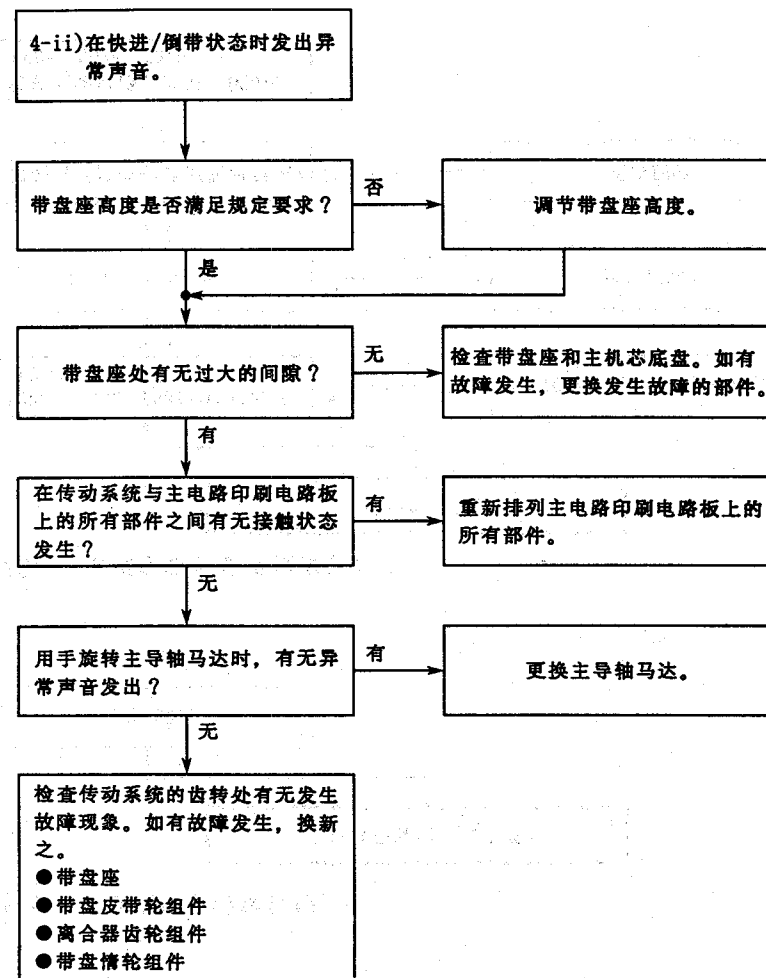 4-ii)在快进/倒带状态时发出异
常声音。
带盘座高度是否满足规定要求？
否
调节带盘座高度。
是
带盘座处有无过大的间隙？
无
检查带盘座和主机芯底盘。如有
故障发生，更换发生故障的部件。
有
在传动系统与主电路印刷电路板
上的所有部件之间有无接触状态
发生？
有
重新排列主电路印刷电路板上的
所有部件。
无
用手旋转主导轴马达时，有无异
常声音发出？
有
更换主导轴马达。
无
检查传动系统的齿转处有无发生
故障现象。如有故障发生，换新
之。
●带盘座
●带盘皮带轮组件
●离合器齿轮组件
●带盘惰轮组件